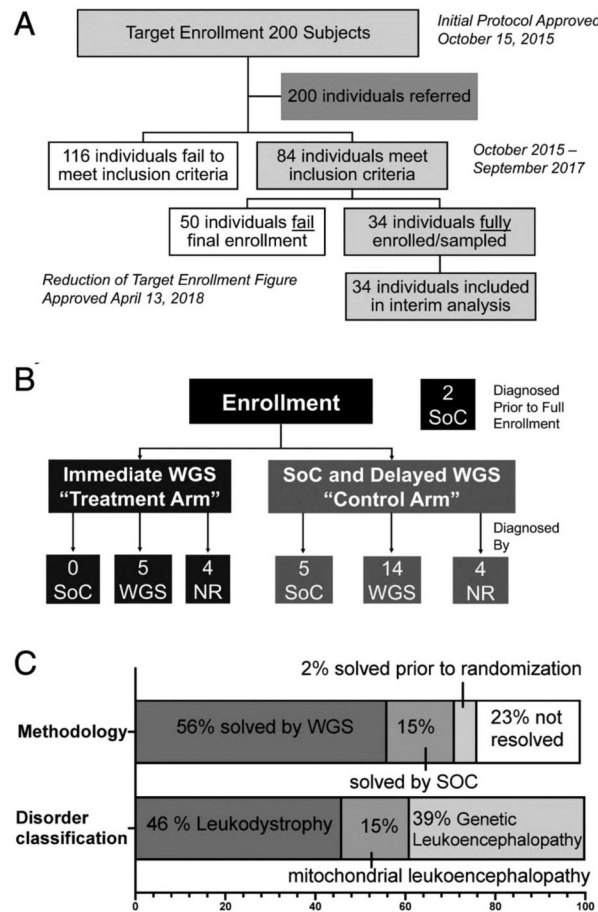 A
Target Enrollment 200 Subjects
Initial Protocol Approved
October 15, 2015
200 individuals referred
116 individuals fail to
meet inclusion criteria
84 individuals meet
inclusion criteria
October 2015 –
September 2017
50 individuals fail
final enrollment
34 individuals fully
enrolled/sampled
Reduction of Target Enrollment Figure
Approved April 13, 2018
34 individuals included
in interim analysis
B
Enrollment
2
SoC
Diagnosed
Prior to Full
Enrollment
Immediate WGS
“Treatment Arm”
SoC and Delayed WGS
“Control Arm”
Diagnosed
By
0
SoC
5
WGS
4
NR
5
SoC
14
WGS
4
NR
C
2% solved prior to randomization
Methodology
56% solved by WGS
15%
23% not
resolved
solved by SOC
Disorder
classification
46 % Leukodystrophy
15%
39% Genetic
Leukoencephalopathy
mitochondrial leukoencephalopathy
0 20 40 60 80 100